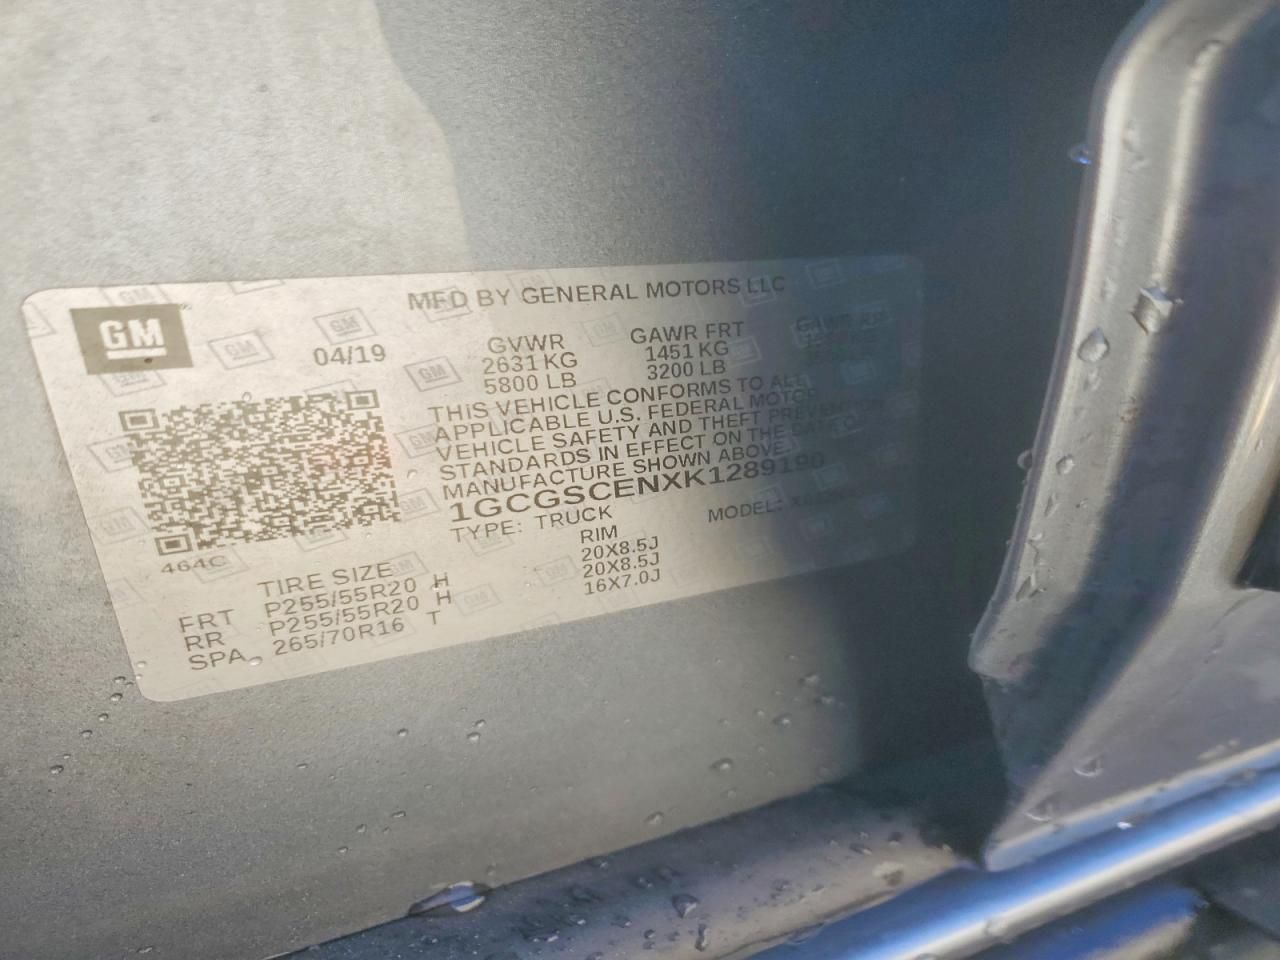 GM
MFD BY GENERAL MOTORS LLC
04/19
GVWR GAWR FRT GAWR RR
2631 KG 1451 KG
5800 LB 3200 LB
THIS VEHICLE CONFORMS TO ALL
APPLICABLE U.S. FEDERAL MOTOR
VEHICLE SAFETY AND THEFT PREVENTION
STANDARDS IN EFFECT ON THE DATE OF
MANUFACTURE SHOWN ABOVE.
1GCGSCENXK1289190
TYPE: TRUCK MODEL:
464C
TIRE SIZE RIM
FRT P255/55R20 H 20X8.5J
RR P255/55R20 H 20X8.5J
SPA 265/70R16 T 16X7.0J